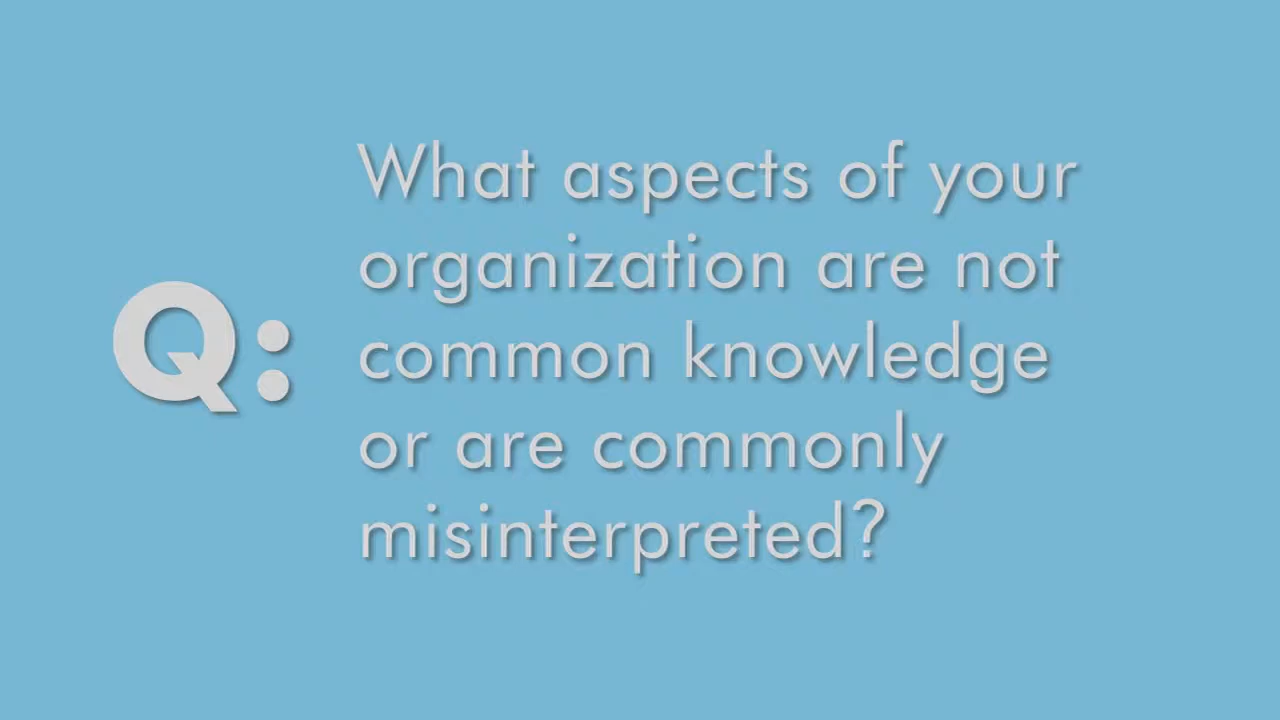 Q:
What aspects of your
organization are not
common knowledge
or are commonly
misinterpreted?